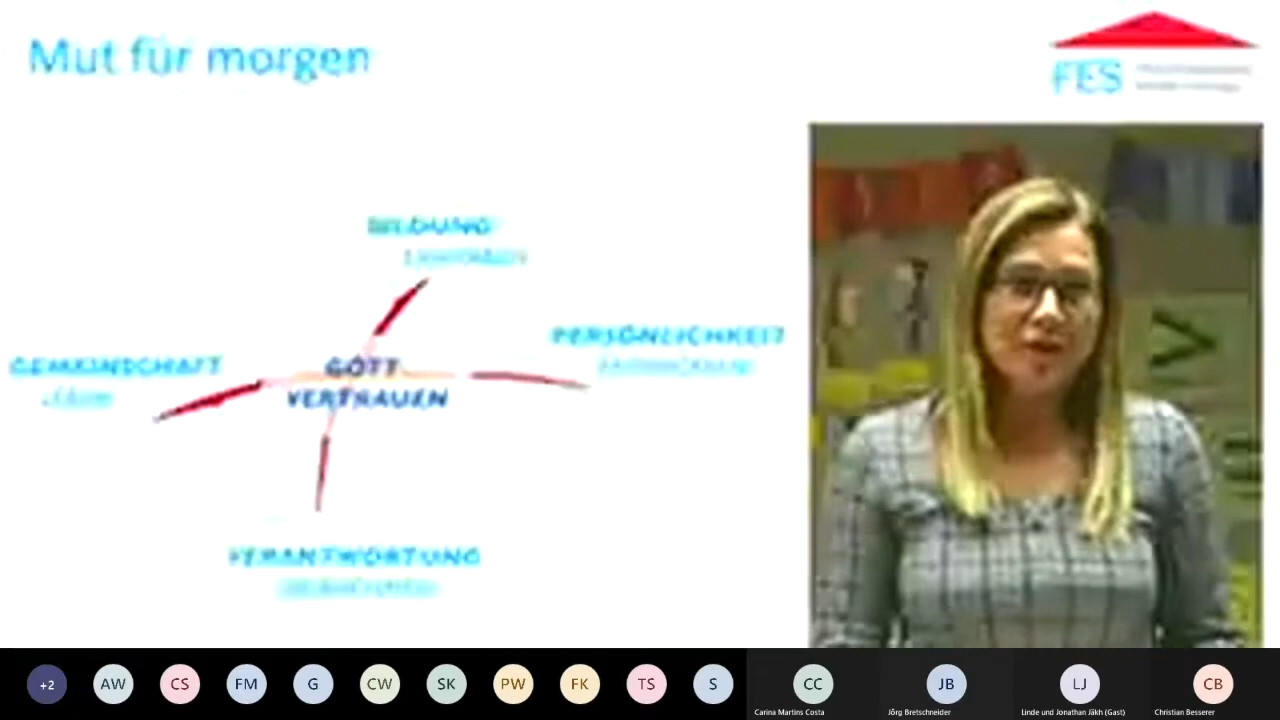 Mut für morgen
FES
BILDUNG
PERSÖNLICHKEIT
GEMEINSCHAFT
GOTT
VERTRAUEN
VERANTWORTUNG
+2
AW
CS
FM
G
CW
SK
PW
FK
TS
S
CC
JB
LJ
CB
Carina Martins Costa
Jörg Bretschneider
Linde und Jonathan Jäkh (Gast)
Christian Besserer